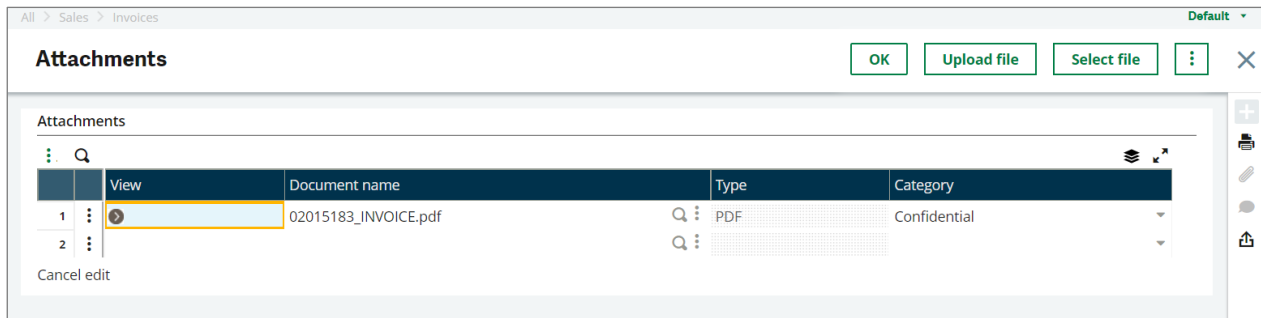 All > Sales > Invoices Default
Attachments OK Upload file Select file
Attachments
View Document name Type Category
1 02015183_INVOICE.pdf PDF Confidential
2
Cancel edit